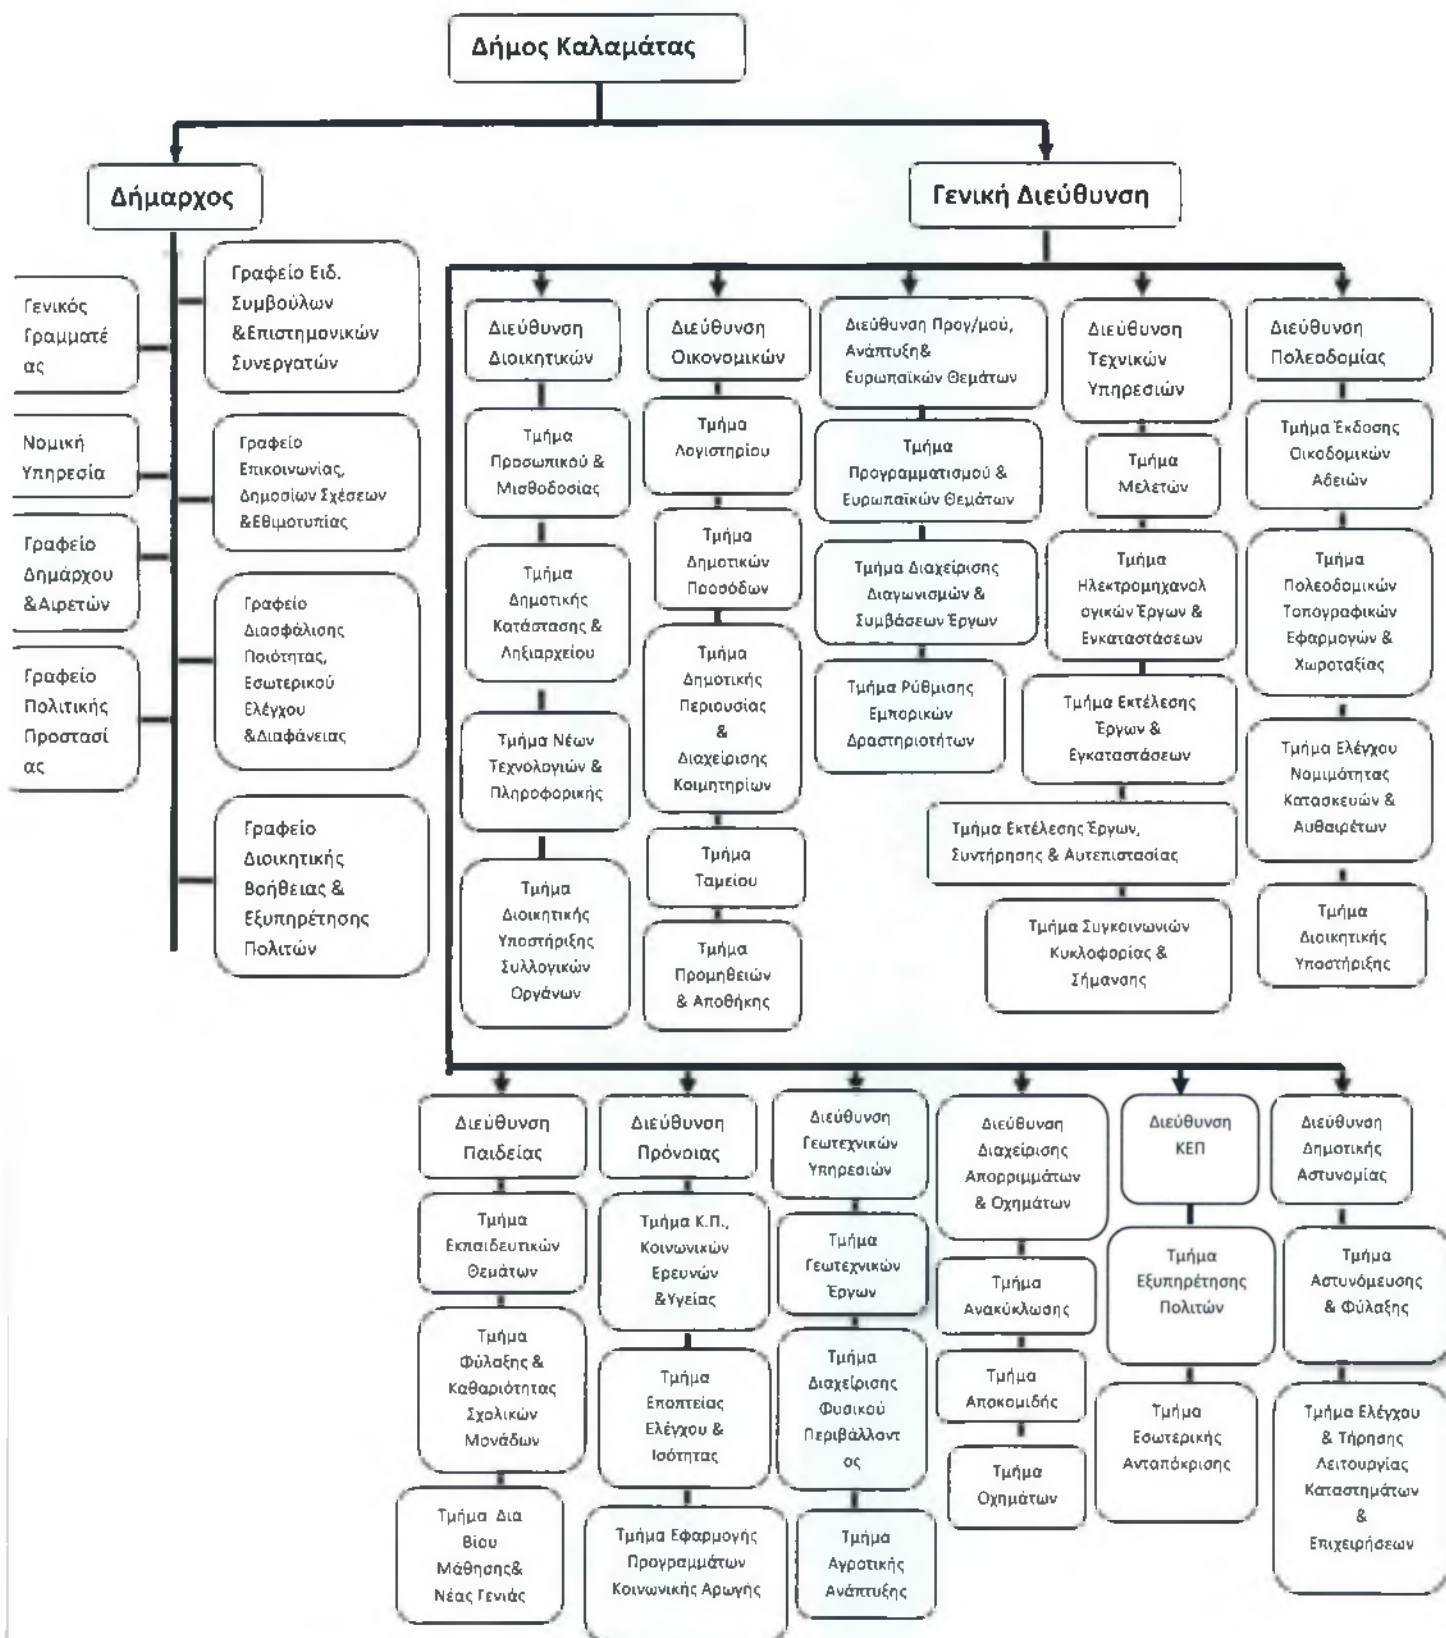 Δήμος Καλαμάτας
Δήμαρχος
Γενική Διεύθυνση
Γενικός
Γραμματέ
ας
Νομική
Υπηρεσία
Γραφείο
Δημάρχου
&Αιρετών
Γραφείο
Πολιτικής
Προστασί
ας
Γραφείο Ειδ.
Συμβούλων
&Επιστημονικών
Συνεργατών
Γραφείο
Επικοινωνίας,
Δημοσίων Σχέσεων
&Εθιμοτυπίας
Γραφείο
Διασφάλισης
Ποιότητας,
Εσωτερικού
Ελέγχου
&Διαφάνειας
Γραφείο
Διοικητικής
Βοήθειας &
Εξυπηρέτησης
Πολιτών
Διεύθυνση
Διοικητικών
Τμήμα
Προσωπικού &
Μισθοδοσίας
Τμήμα
Δημοτικής
Κατάστασης &
Ληξιαρχείου
Τμήμα Νέων
Τεχνολογιών &
Πληροφορικής
Τμήμα
Διοικητικής
Υποστήριξης
Συλλογικών
Οργάνων
Διεύθυνση
Οικονομικών
Τμήμα
Λογιστηρίου
Τμήμα
Δημοτικών
Προσόδων
Τμήμα
Δημοτικής
Περιουσίας
&
Διαχείρισης
Κοιμητηρίων
Τμήμα
Ταμείου
Τμήμα
Προμηθειών
& Αποθήκης
Διεύθυνση Προγ/μού,
Ανάπτυξη&
Ευρωπαϊκών Θεμάτων
Τμήμα
Προγραμματισμού &
Ευρωπαϊκών Θεμάτων
Τμήμα Διαχείρισης
Διαγωνισμών &
Συμβάσεων Έργων
Τμήμα Ρύθμισης
Εμπορικών
Δραστηριοτήτων
Διεύθυνση
Τεχνικών
Υπηρεσιών
Τμήμα
Μελετών
Τμήμα
Ηλεκτρομηχανολ
ογικών Έργων &
Εγκαταστάσεων
Τμήμα Εκτέλεσης
Έργων &
Εγκαταστάσεων
Τμήμα Εκτέλεσης Έργων,
Συντήρησης & Αυτεπιστασίας
Τμήμα Συγκοινωνιών
Κυκλοφορίας &
Σήμανσης
Διεύθυνση
Πολεοδομίας
Τμήμα Έκδοσης
Οικοδομικών
Αδειών
Τμήμα
Πολεοδομικών
Τοπογραφικών
Εφαρμογών &
Χωροταξίας
Τμήμα Ελέγχου
Νομιμότητας
Κατασκευών &
Αυθαιρέτων
Τμήμα
Διοικητικής
Υποστήριξης
Διεύθυνση
Παιδείας
Τμήμα
Εκπαιδευτικών
Θεμάτων
Τμήμα
Φύλαξης &
Καθαριότητας
Σχολικών
Μονάδων
Τμήμα Δια
Βίου
Μάθησης&
Νέας Γενιάς
Διεύθυνση
Πρόνοιας
Τμήμα Κ.Π.,
Κοινωνικών
Ερευνών
&Υγείας
Τμήμα
Εποπτείας
Ελέγχου &
Ισότητας
Τμήμα Εφαρμογής
Προγραμμάτων
Κοινωνικής Αρωγής
Διεύθυνση
Γεωτεχνικών
Υπηρεσιών
Τμήμα
Γεωτεχνικών
Έργων
Τμήμα
Διαχείρισης
Φυσικού
Περιβάλλοντ
ος
Τμήμα
Αγροτικής
Ανάπτυξης
Διεύθυνση
Διαχείρισης
Απορριμμάτων
& Οχημάτων
Τμήμα
Ανακύκλωσης
Τμήμα
Αποκομιδής
Τμήμα
Οχημάτων
Διεύθυνση
ΚΕΠ
Τμήμα
Εξυπηρέτησης
Πολιτών
Τμήμα
Εσωτερικής
Ανταπόκρισης
Διεύθυνση
Δημοτικής
Αστυνομίας
Τμήμα
Αστυνόμευσης
& Φύλαξης
Τμήμα Ελέγχου
& Τήρησης
Λειτουργίας
Καταστημάτων
&
Επιχειρήσεων